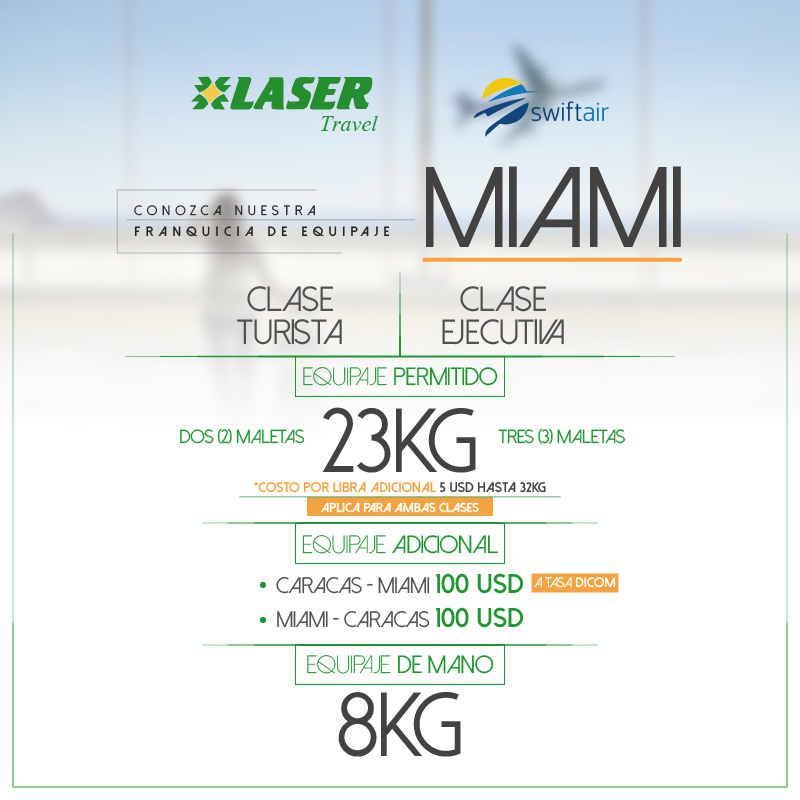 LASER
Travel
swiftair
CONOZCA NUESTRA
FRANQUICIA DE EQUIPAJE
MIAMI
CLASE
TURISTA
CLASE
EJECUTIVA
EQUIPAJE PERMITIDO
DOS (2) MALETAS
23KG
TRES (3) MALETAS
*COSTO POR LIBRA ADICIONAL 5 USD HASTA 32KG
APLICA PARA AMBAS CLASES
EQUIPAJE ADICIONAL
• CARACAS - MIAMI 100 USD A TASA DICOM
• MIAMI - CARACAS 100 USD
EQUIPAJE DE MANO
8KG